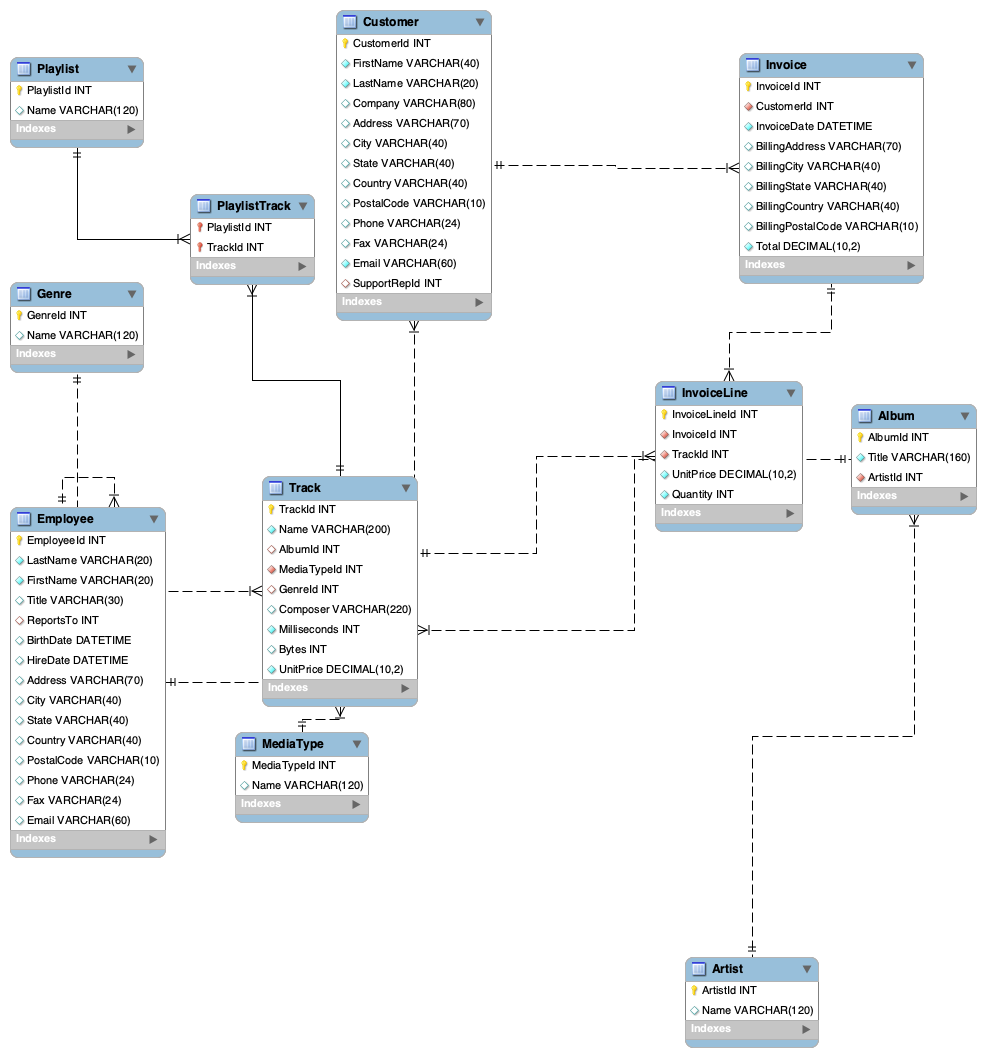 Customer
CustomerId INT
FirstName VARCHAR(40)
LastName VARCHAR(20)
Company VARCHAR(80)
Address VARCHAR(70)
City VARCHAR(40)
State VARCHAR(40)
Country VARCHAR(40)
PostalCode VARCHAR(10)
Phone VARCHAR(24)
Fax VARCHAR(24)
Email VARCHAR(60)
SupportRepId INT
Indexes
Playlist
PlaylistId INT
Name VARCHAR(120)
Indexes
Invoice
InvoiceId INT
CustomerId INT
InvoiceDate DATETIME
BillingAddress VARCHAR(70)
BillingCity VARCHAR(40)
BillingState VARCHAR(40)
BillingCountry VARCHAR(40)
BillingPostalCode VARCHAR(10)
Total DECIMAL(10,2)
Indexes
PlaylistTrack
PlaylistId INT
TrackId INT
Indexes
Genre
GenreId INT
Name VARCHAR(120)
Indexes
InvoiceLine
InvoiceLineId INT
InvoiceId INT
TrackId INT
UnitPrice DECIMAL(10,2)
Quantity INT
Indexes
Album
AlbumId INT
Title VARCHAR(160)
ArtistId INT
Indexes
Track
TrackId INT
Name VARCHAR(200)
AlbumId INT
MediaTypeId INT
GenreId INT
Composer VARCHAR(220)
Milliseconds INT
Bytes INT
UnitPrice DECIMAL(10,2)
Indexes
Employee
EmployeeId INT
LastName VARCHAR(20)
FirstName VARCHAR(20)
Title VARCHAR(30)
ReportsTo INT
BirthDate DATETIME
HireDate DATETIME
Address VARCHAR(70)
City VARCHAR(40)
State VARCHAR(40)
Country VARCHAR(40)
PostalCode VARCHAR(10)
Phone VARCHAR(24)
Fax VARCHAR(24)
Email VARCHAR(60)
Indexes
MediaType
MediaTypeId INT
Name VARCHAR(120)
Indexes
Artist
ArtistId INT
Name VARCHAR(120)
Indexes